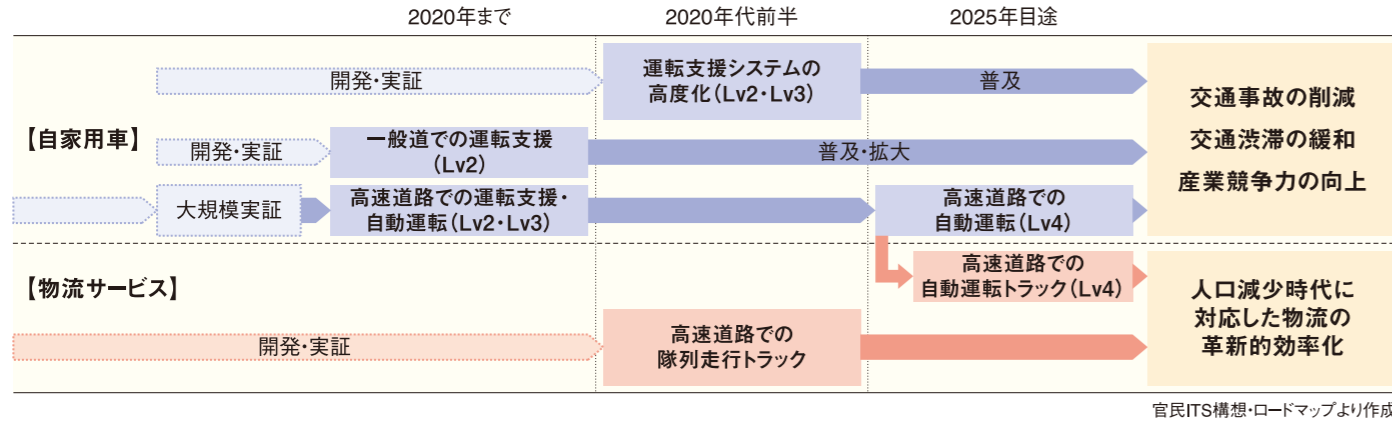 2020年まで
2020年代前半
2025年目途
【自家用車】
開発・実証
運転支援システムの
高度化(Lv2・Lv3)
普及
開発・実証
一般道での運転支援
(Lv2)
普及・拡大
大規模実証
高速道路での運転支援・
自動運転(Lv2・Lv3)
高速道路での
自動運転(Lv4)
交通事故の削減
交通渋滞の緩和
産業競争力の向上
【物流サービス】
高速道路での
自動運転トラック(Lv4)
開発・実証
高速道路での
隊列走行トラック
人口減少時代に
対応した物流の
革新的効率化
官民ITS構想・ロードマップより作成